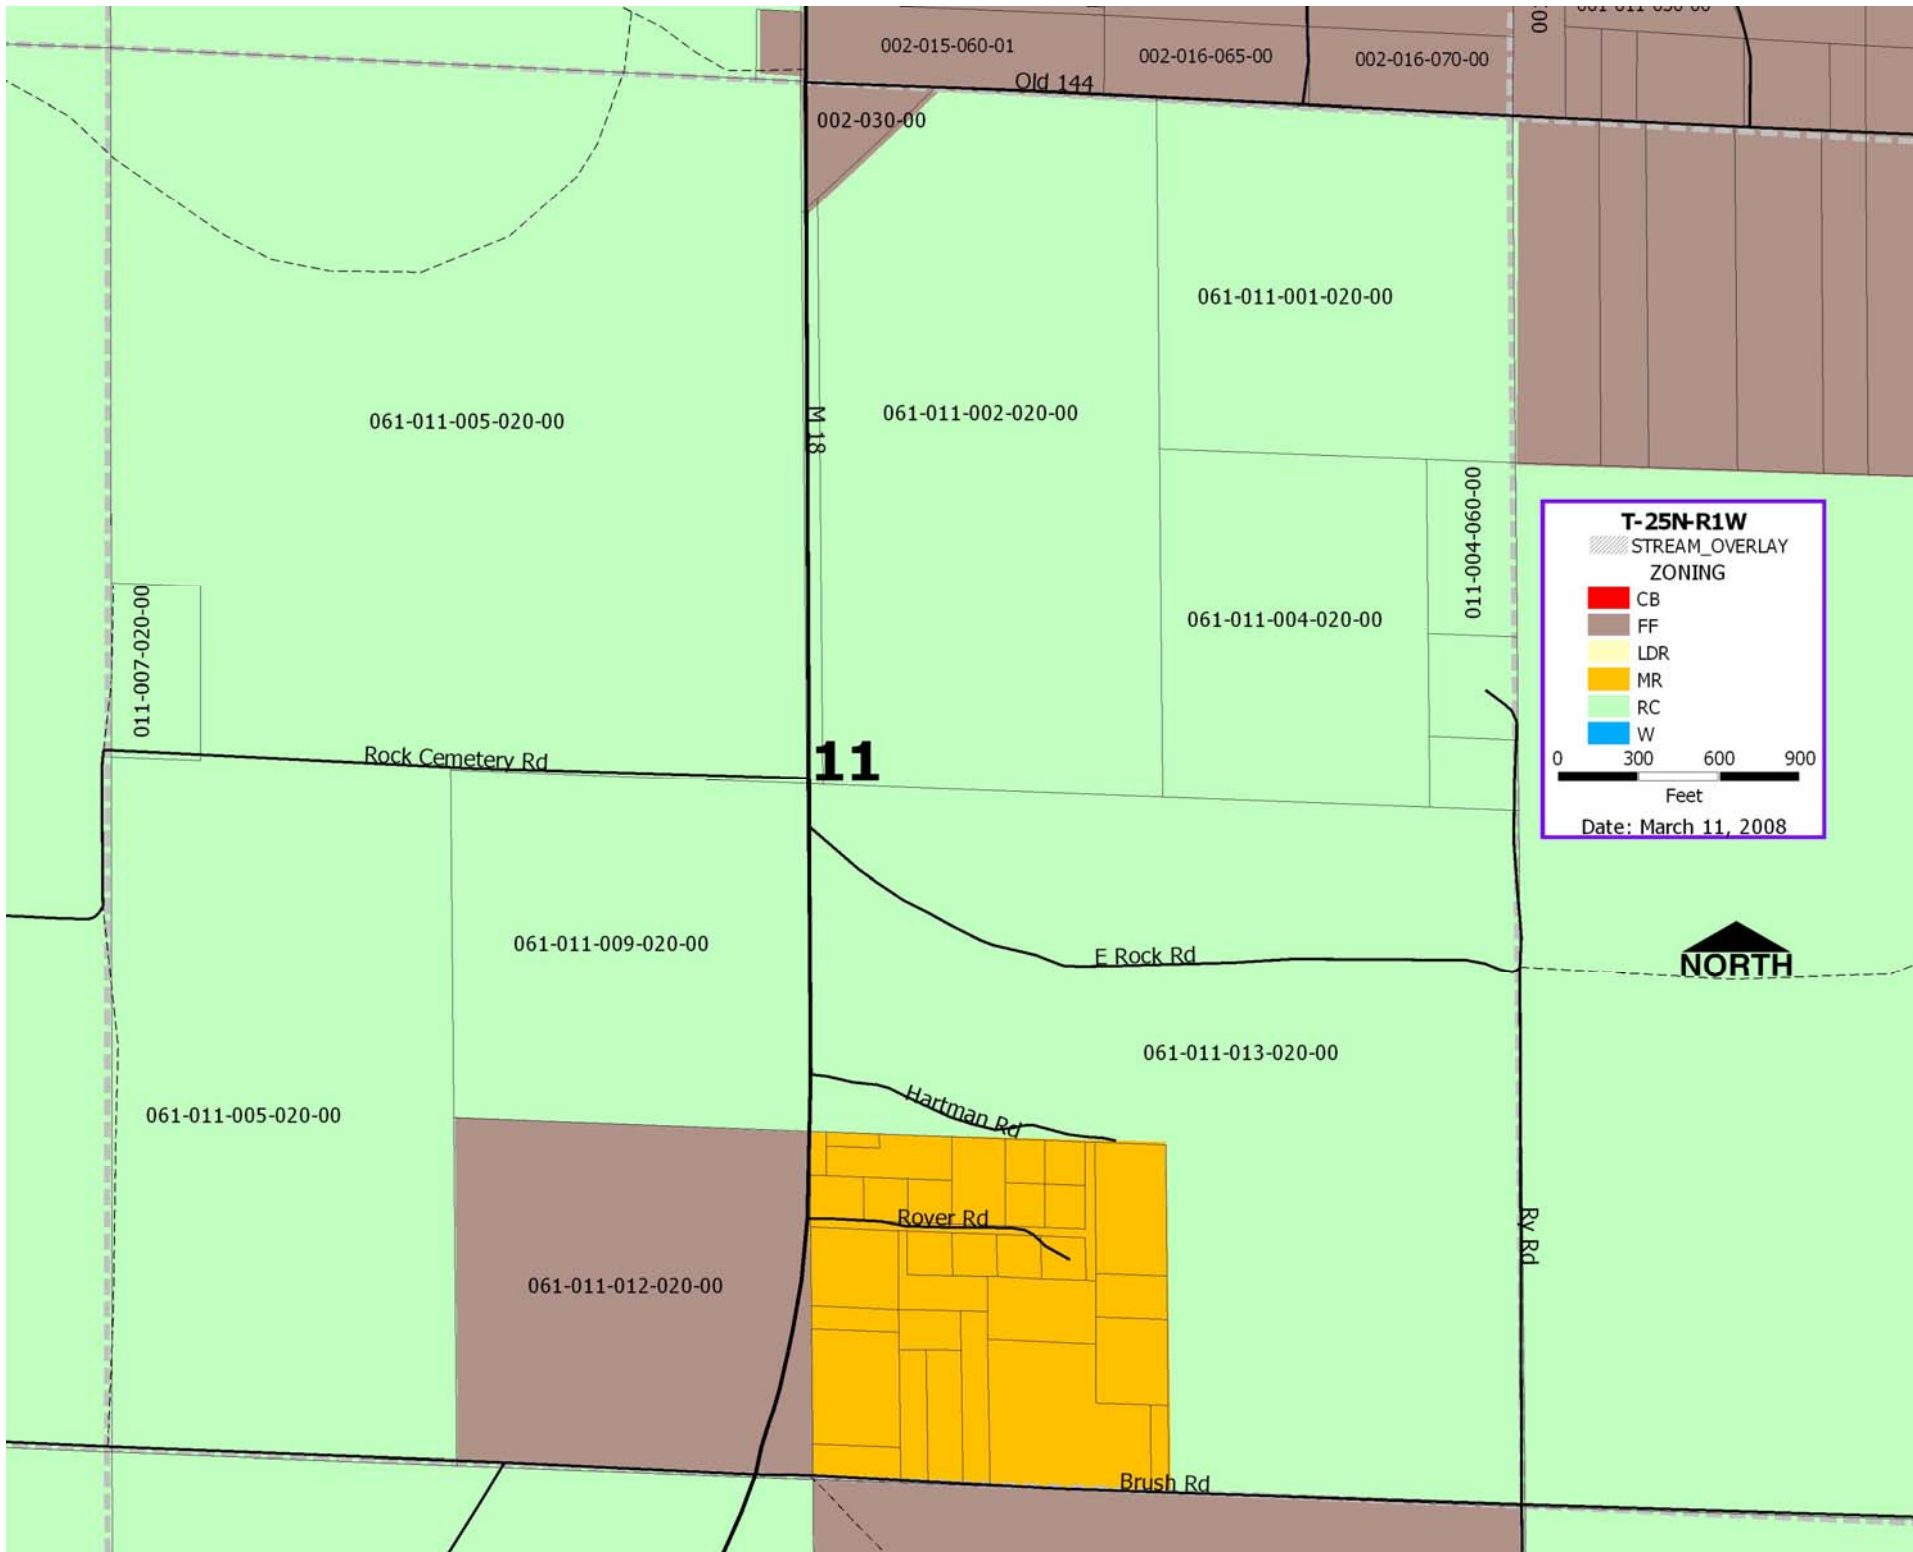 002-015-060-01
002-016-065-00
002-016-070-00
Old 144
002-030-00
061-011-001-020-00
061-011-005-020-00
M 18
061-011-002-020-00
011-004-060-00
061-011-004-020-00
011-007-020-00
T-25N-R1W
STREAM_OVERLAY
ZONING
CB
FF
LDR
MR
RC
W
0 300 600 900
Feet
Date: March 11, 2008
Rock Cemetery Rd
11
061-011-009-020-00
E Rock Rd
NORTH
061-011-013-020-00
Hartman Rd
061-011-005-020-00
Rover Rd
Ry Rd
061-011-012-020-00
Brush Rd